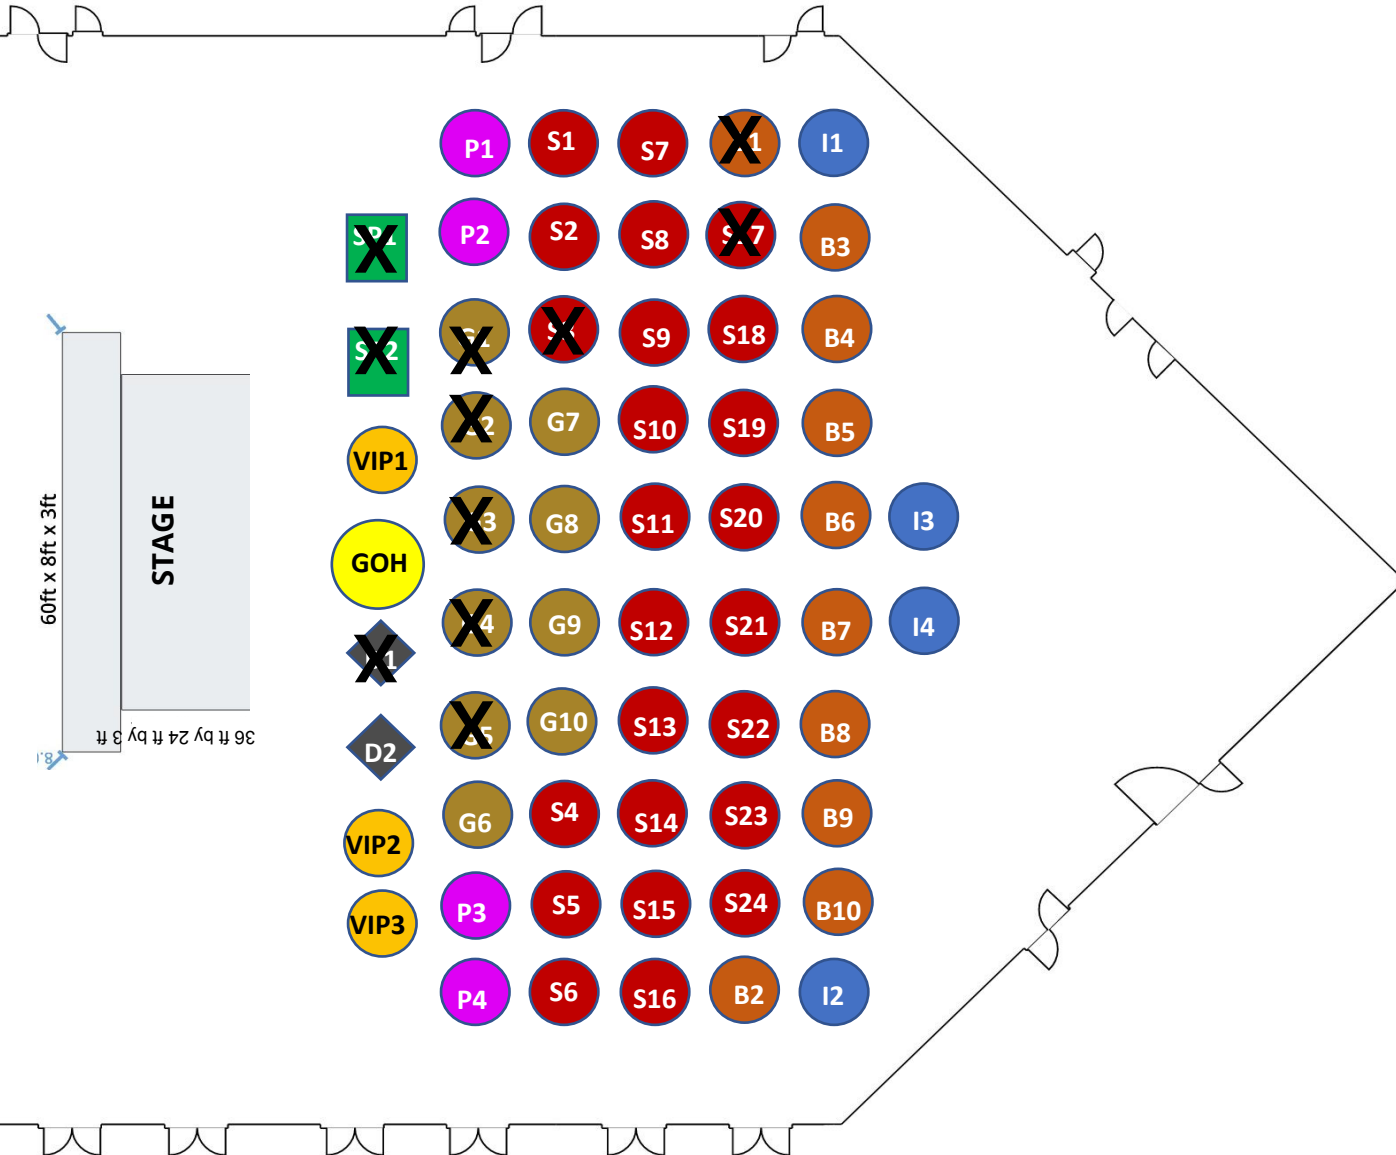 P1
S1
S7
X
I1
X
P2
S2
S8
X
B3
X
X
X
S9
S18
B4
VIP1
X
G7
S10
S19
B5
60ft x 8ft x 3ft
STAGE
GOH
X
G8
S11
S20
B6
I3
X
X
G9
S12
S21
B7
I4
36 ft by 24 ft by 3 ft
D2
X
G10
S13
S22
B8
VIP2
G6
S4
S14
S23
B9
VIP3
P3
S5
S15
S24
B10
P4
S6
S16
B2
I2